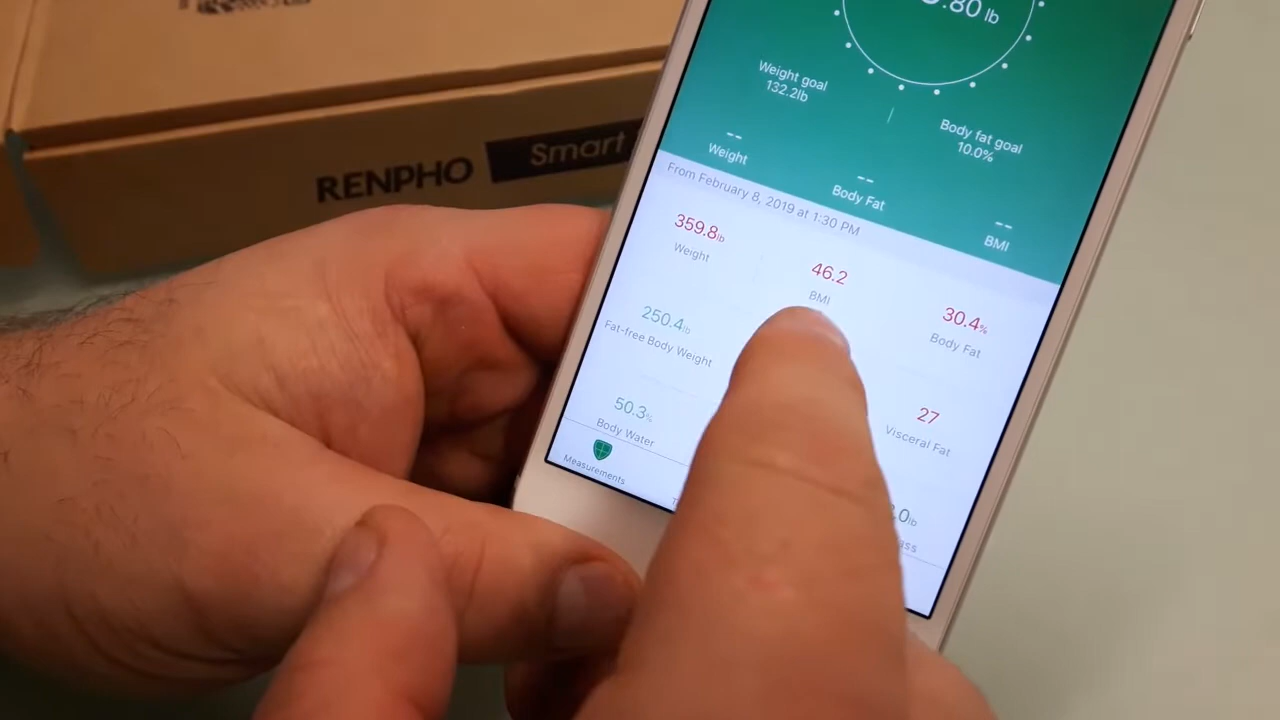 .80 lb
Weight goal
132.2lb
Body fat goal
10.0%
--
Weight
--
Body Fat
--
BMI
From February 8, 2019 at 1:30 PM
359.8lb
Weight
46.2
BMI
30.4%
Body Fat
250.4lb
Fat-free Body Weight
27
Visceral Fat
50.3%
Body Water
.0lb
Measurements
RENPHO Smart